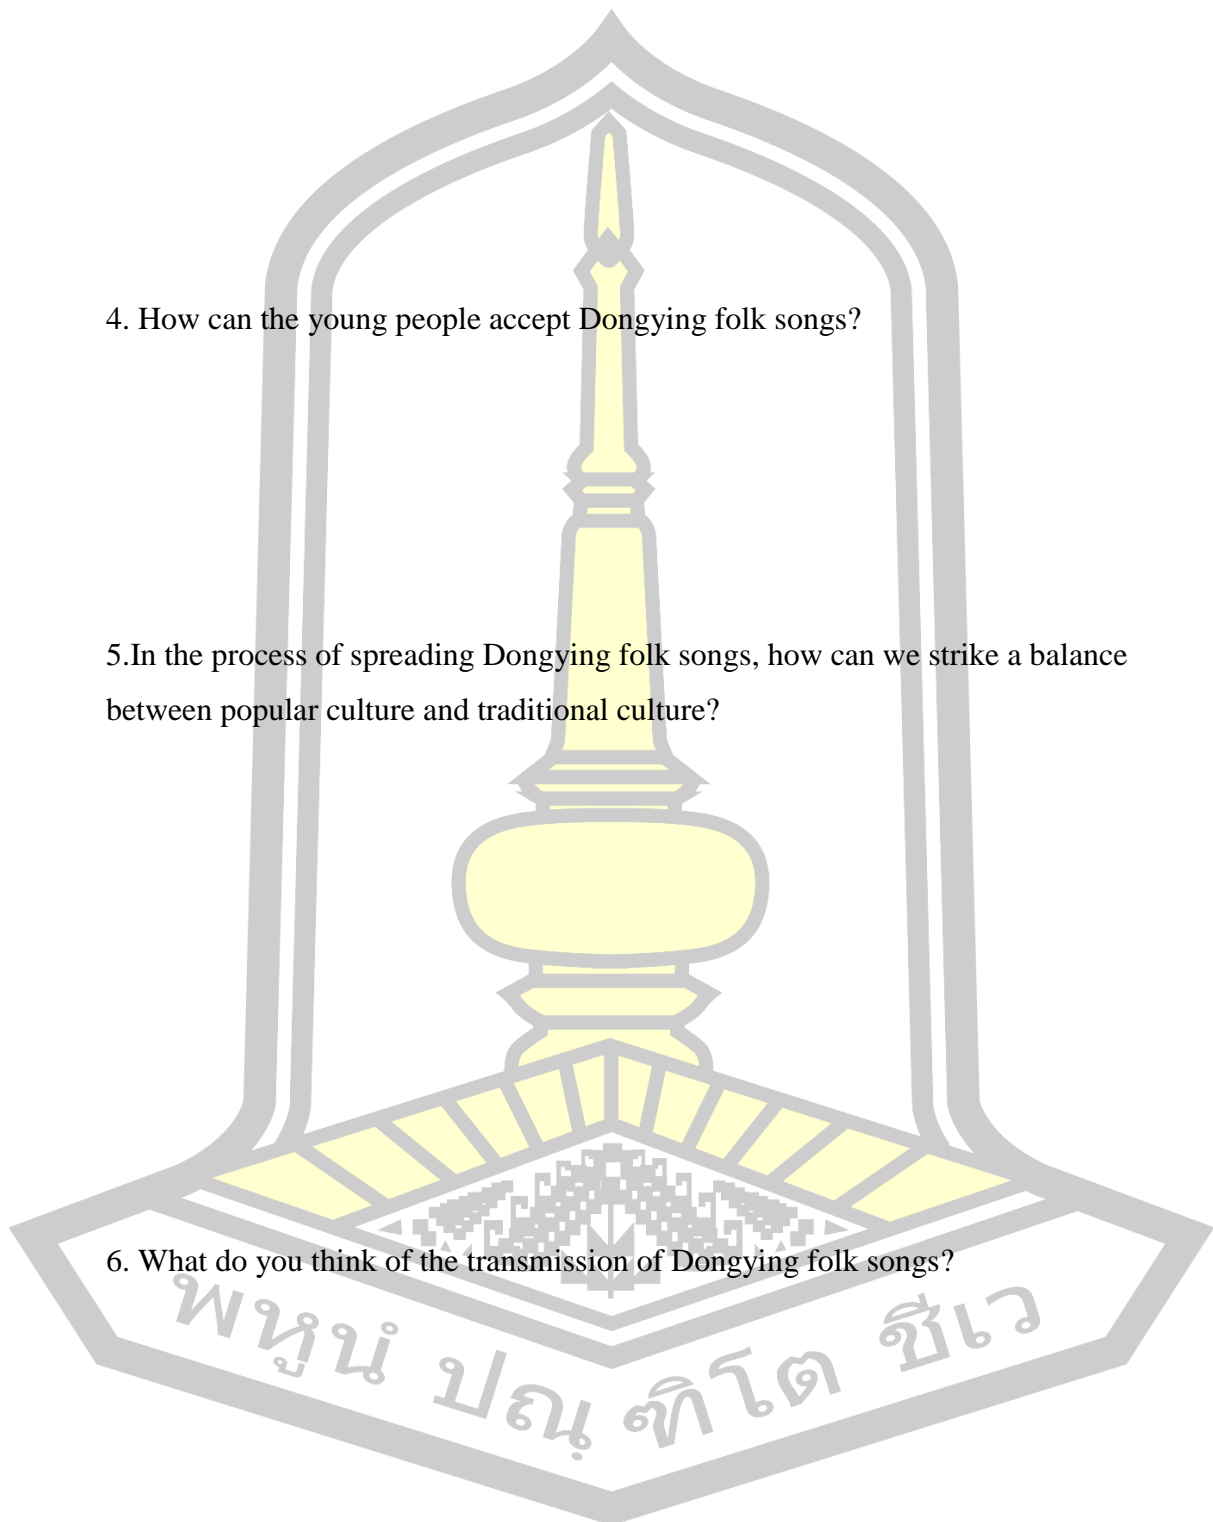 4. How can the young people accept Dongying folk songs?
5.In the process of spreading Dongying folk songs, how can we strike a balance
between popular culture and traditional culture?
6. What do you think of the transmission of Dongying folk songs?
พหูนํ ปณฺฑิโต ชีเว